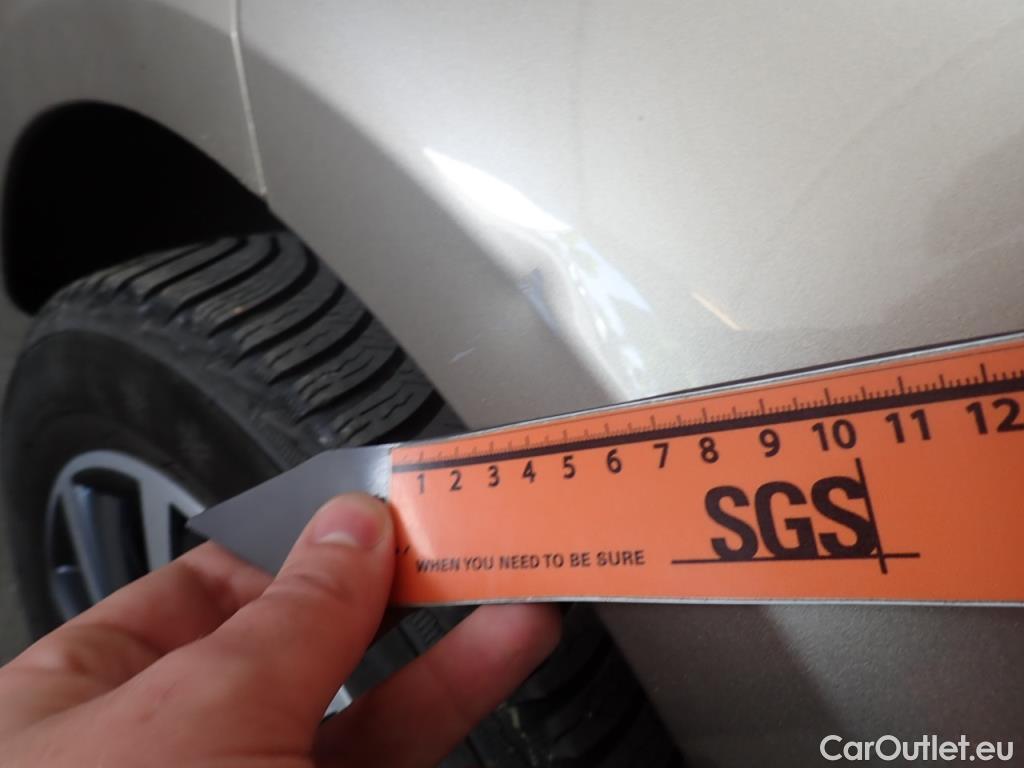 1 2 3 4 5 6 7 8 9 10 11 12
SGS
WHEN YOU NEED TO BE SURE
CarOutlet.eu